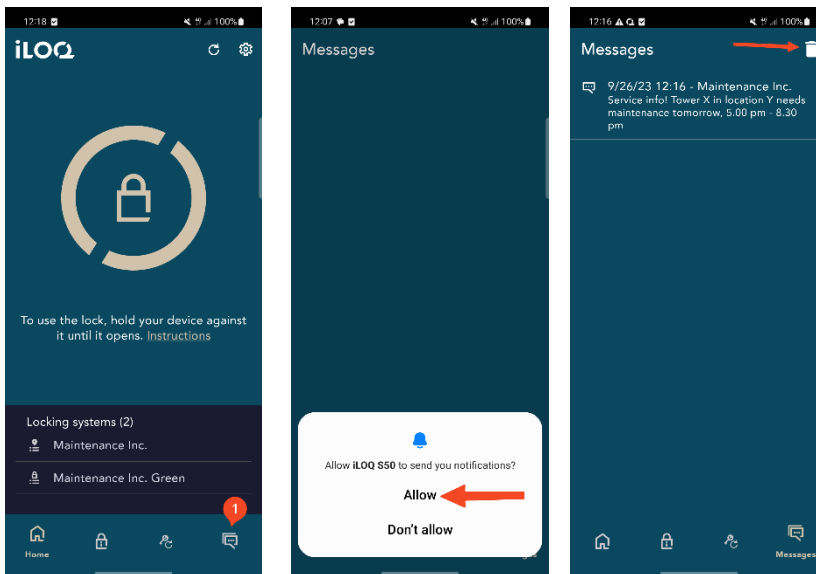 12:18
100%
iLOQ
To use the lock, hold your device against
it until it opens. Instructions
Locking systems (2)
Maintenance Inc.
Maintenance Inc. Green
1
Home
12:07
100%
Messages
Allow iLOQ S50 to send you notifications?
Allow
Don't allow
12:16
100%
Messages
9/26/23 12:16 - Maintenance Inc.
Service info! Tower X in location Y needs
maintenance tomorrow, 5.00 pm - 8.30
pm
Messages